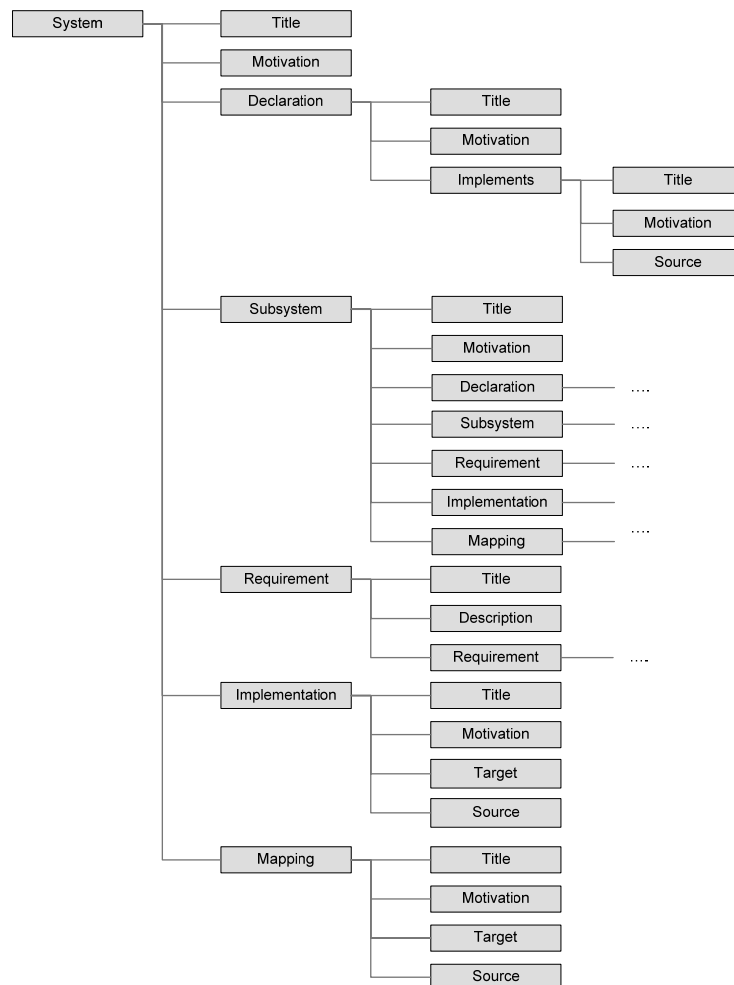 System Title
Motivation
Declaration Title
Motivation
Implements Title
Motivation
Source
Subsystem Title
Motivation
Declaration ....
Subsystem ....
Requirement ....
Implementation
....
Mapping
Requirement Title
Description
Requirement ....
Implementation Title
Motivation
Target
Source
Mapping Title
Motivation
Target
Source